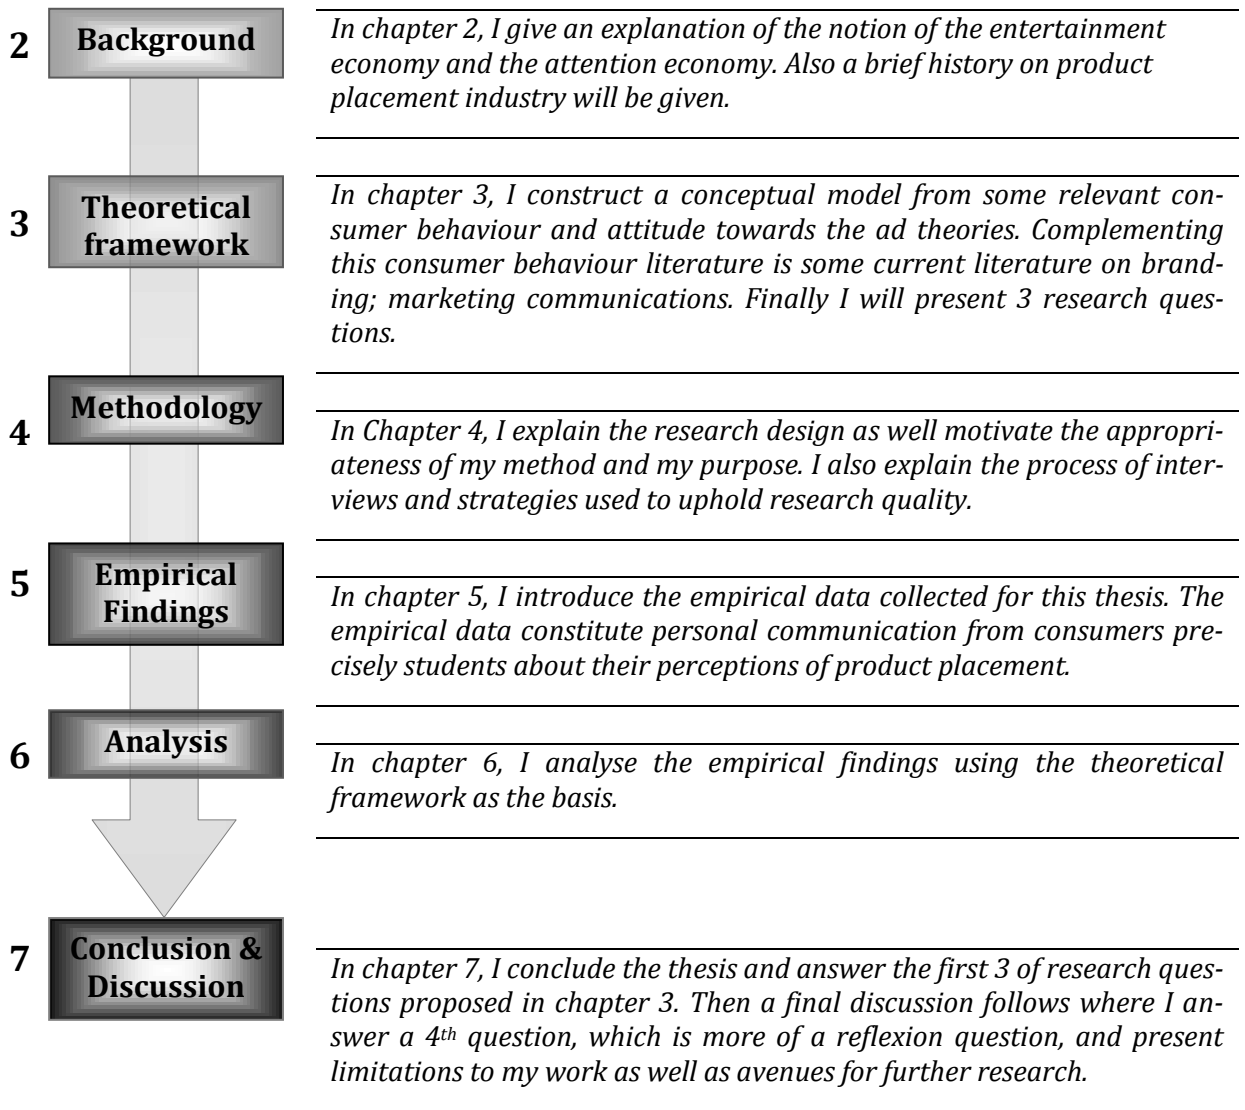 2
Background
In chapter 2, I give an explanation of the notion of the entertainment
economy and the attention economy. Also a brief history on product
placement industry will be given.
3
Theoretical
framework
In chapter 3, I construct a conceptual model from some relevant con-
sumer behaviour and attitude towards the ad theories. Complementing
this consumer behaviour literature is some current literature on brand-
ing; marketing communications. Finally I will present 3 research ques-
tions.
4
Methodology
In Chapter 4, I explain the research design as well motivate the appropri-
ateness of my method and my purpose. I also explain the process of inter-
views and strategies used to uphold research quality.
5
Empirical
Findings
In chapter 5, I introduce the empirical data collected for this thesis. The
empirical data constitute personal communication from consumers pre-
cisely students about their perceptions of product placement.
6
Analysis
In chapter 6, I analyse the empirical findings using the theoretical
framework as the basis.
7
Conclusion &
Discussion
In chapter 7, I conclude the thesis and answer the first 3 of research ques-
tions proposed in chapter 3. Then a final discussion follows where I an-
swer a 4th question, which is more of a reflexion question, and present
limitations to my work as well as avenues for further research.